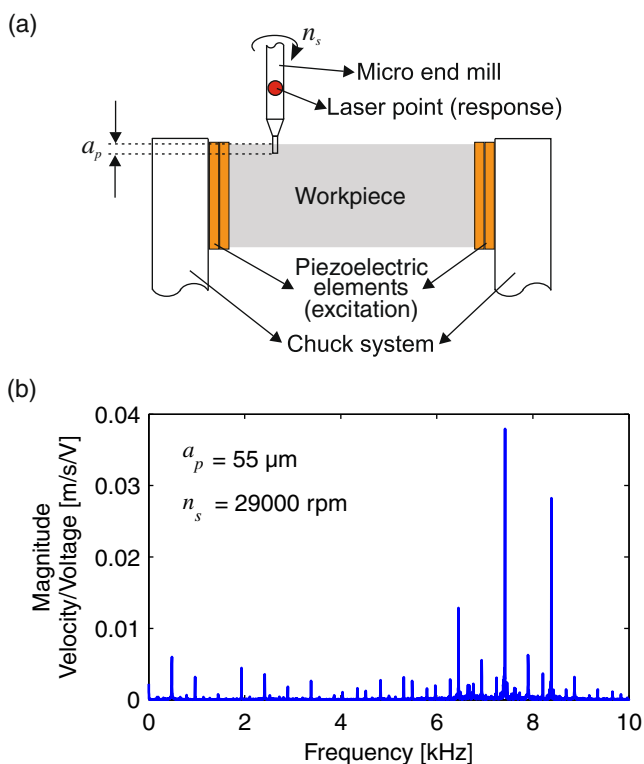 (a)
n_s
Micro end mill
Laser point (response)
a_p
Workpiece
Piezoelectric
elements
(excitation)
Chuck system
(b)
0.04
0.03
0.02
0.01
0
Magnitude
Velocity/Voltage [m/s/V]
a_p = 55 μm
n_s = 29000 rpm
0 2 4 6 8 10
Frequency [kHz]